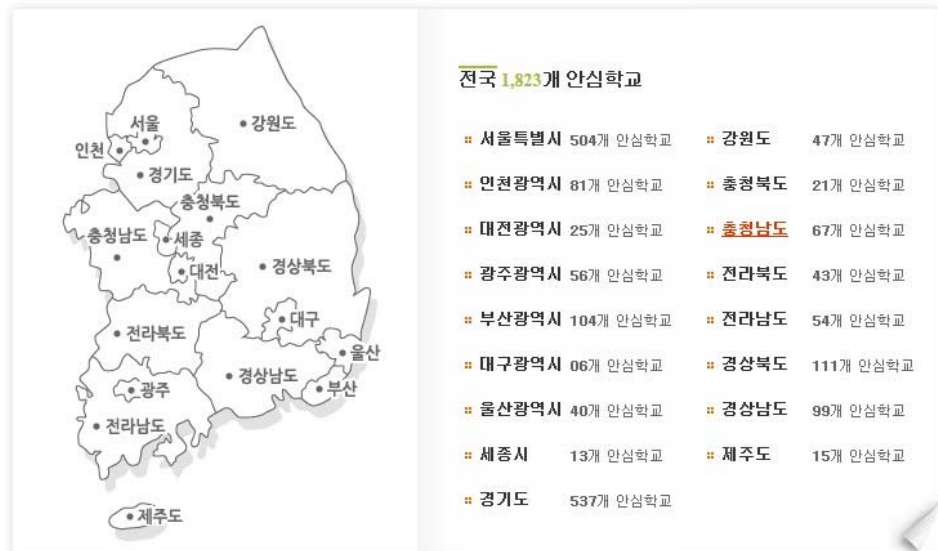 서울
강원도
인천
경기도
충청북도
충청남도
세종
대전
경상북도
전라북도
대구
울산
경상남도
광주
부산
전라남도
제주도
전국 1,823개 안심학교
서울특별시 504개 안심학교
인천광역시 81개 안심학교
대전광역시 25개 안심학교
광주광역시 56개 안심학교
부산광역시 104개 안심학교
대구광역시 06개 안심학교
울산광역시 40개 안심학교
세종시 13개 안심학교
경기도 537개 안심학교
강원도 47개 안심학교
충청북도 21개 안심학교
충청남도 67개 안심학교
전라북도 43개 안심학교
전라남도 54개 안심학교
경상북도 111개 안심학교
경상남도 99개 안심학교
제주도 15개 안심학교